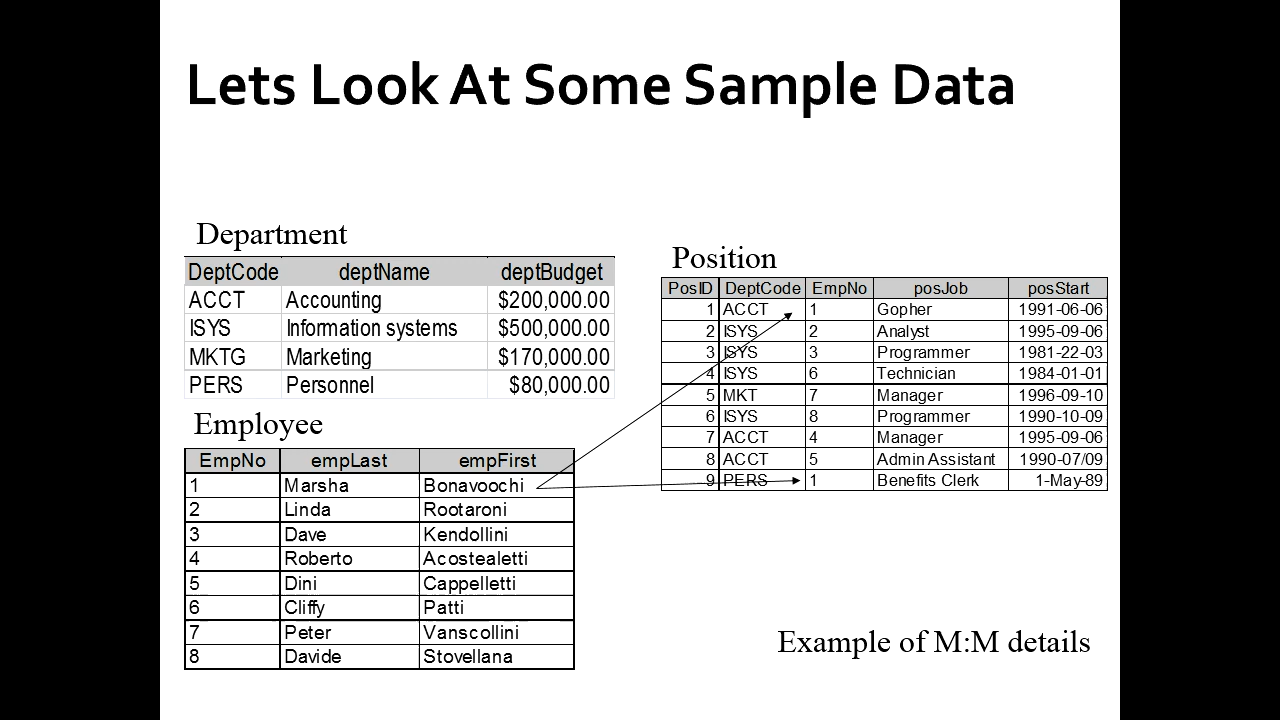 Lets Look At Some Sample Data
Department
DeptCode deptName deptBudget
ACCT Accounting $200,000.00
ISYS Information systems $500,000.00
MKTG Marketing $170,000.00
PERS Personnel $80,000.00
Employee
EmpNo empLast empFirst
1 Marsha Bonavoochi
2 Linda Rootaroni
3 Dave Kendollini
4 Roberto Acostealetti
5 Dini Cappelletti
6 Cliffy Patti
7 Peter Vanscollini
8 Davide Stovellana
Position
PosID DeptCode EmpNo posJob posStart
1 ACCT 1 Gopher 1991-06-06
2 ISYS 2 Analyst 1995-09-06
3 ISYS 3 Programmer 1981-22-03
4 ISYS 6 Technician 1984-01-01
5 MKT 7 Manager 1996-09-10
6 ISYS 8 Programmer 1990-10-09
7 ACCT 4 Manager 1995-09-06
8 ACCT 5 Admin Assistant 1990-07/09
9 PERS 1 Benefits Clerk 1-May-89
Example of M:M details